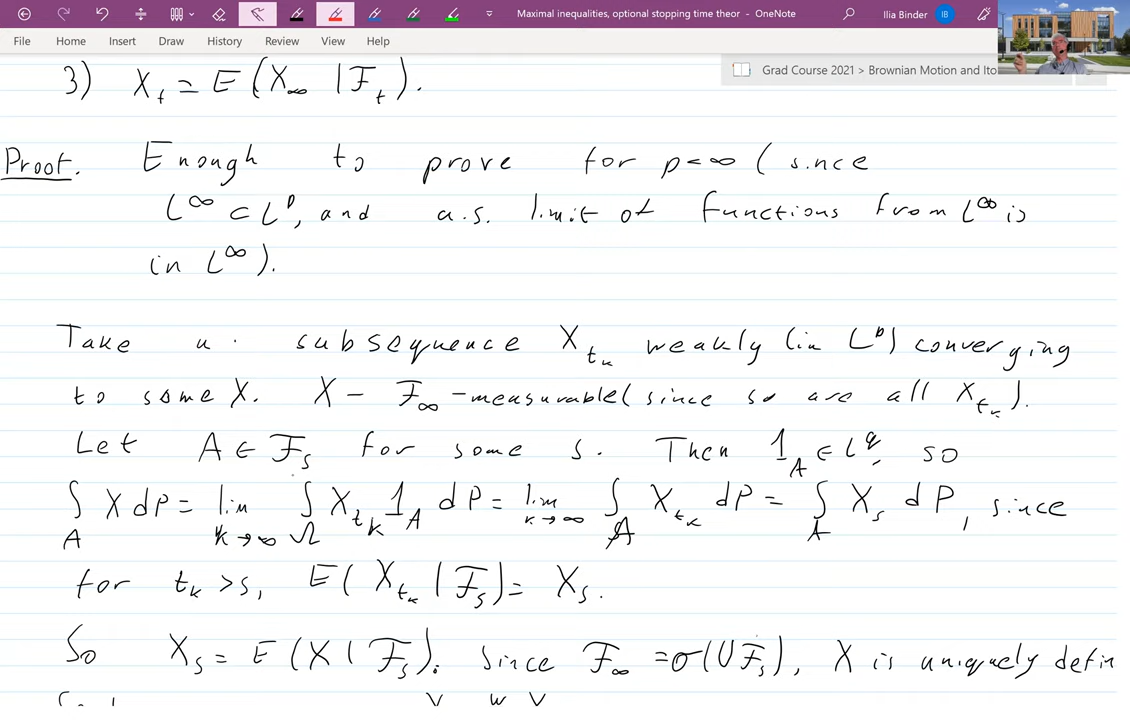 Maximal inequalities, optional stopping time theor - OneNote
Ilia Binder IB
File Home Insert Draw History Review View Help
Grad Course 2021 > Brownian Motion and Ito
3) X_t = E(X_∞ | F_t).
Proof. Enough to prove for p<∞ (since
L^∞ ⊂ L^p, and a.s. limit of functions from L^∞ is
in L^∞).
Take a subsequence X_{t_k} weakly (in L^p) converging
to some X. X - F_∞ -measurable (since so are all X_{t_k}).
Let A ∈ F_s for some s. Then 1_A ∈ L^q, so
∫_A X dP = lim_{k→∞} ∫_Ω X_{t_k} 1_A dP = lim_{k→∞} ∫_A X_{t_k} dP = ∫_A X_s dP, since
for t_k > s, E(X_{t_k} | F_s) = X_s.
So X_s = E(X | F_s). Since F_∞ = σ(∪F_s), X is uniquely defin